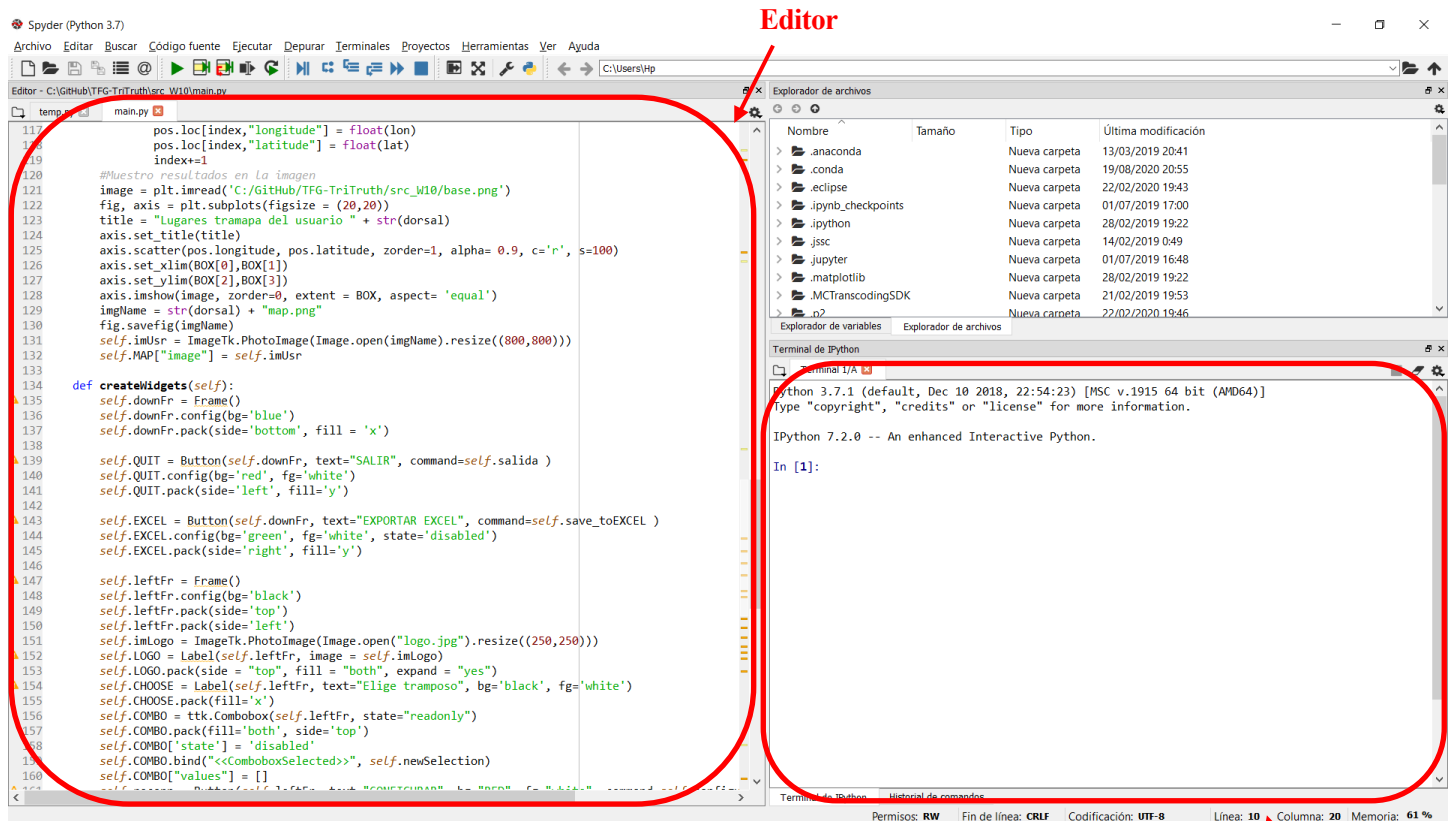 Editor
Spyder (Python 3.7)
Archivo Editar Buscar Código fuente Ejecutar Depurar Terminales Proyectos Herramientas Ver Ayuda
C:\Users\Hp
Editor - C:\GitHub\TFG-TriTruth\src_W10\main.py
temp.py main.py
117 pos.loc[index,"longitude"] = float(lon)
118 pos.loc[index,"latitude"] = float(lat)
119 index+=1
120 #Muestro resultados en la imagen
121 image = plt.imread('C:/GitHub/TFG-TriTruth/src_W10/base.png')
122 fig, axis = plt.subplots(figsize = (20,20))
123 title = "Lugares tramapa del usuario " + str(dorsal)
124 axis.set_title(title)
125 axis.scatter(pos.longitude, pos.latitude, zorder=1, alpha= 0.9, c='r', s=100)
126 axis.set_xlim(BOX[0],BOX[1])
127 axis.set_ylim(BOX[2],BOX[3])
128 axis.imshow(image, zorder=0, extent = BOX, aspect= 'equal')
129 imgName = str(dorsal) + "map.png"
130 fig.savefig(imgName)
131 self.imUsr = ImageTk.PhotoImage(Image.open(imgName).resize((800,800)))
132 self.MAP["image"] = self.imUsr
133
134 def createWidgets(self):
135 self.downFr = Frame()
136 self.downFr.config(bg='blue')
137 self.downFr.pack(side='bottom', fill = 'x')
138
139 self.QUIT = Button(self.downFr, text="SALIR", command=self.salida )
140 self.QUIT.config(bg='red', fg='white')
141 self.QUIT.pack(side='left', fill='y')
142
143 self.EXCEL = Button(self.downFr, text="EXPORTAR EXCEL", command=self.save_toEXCEL )
144 self.EXCEL.config(bg='green', fg='white', state='disabled')
145 self.EXCEL.pack(side='right', fill='y')
146
147 self.leftFr = Frame()
148 self.leftFr.config(bg='black')
149 self.leftFr.pack(side='top')
150 self.leftFr.pack(side='left')
151 self.imLogo = ImageTk.PhotoImage(Image.open("logo.jpg").resize((250,250)))
152 self.LOGO = Label(self.leftFr, image = self.imLogo)
153 self.LOGO.pack(side = "top", fill = "both", expand = "yes")
154 self.CHOOSE = Label(self.leftFr, text="Elige tramposo", bg='black', fg='white')
155 self.CHOOSE.pack(fill='x')
156 self.COMBO = ttk.Combobox(self.leftFr, state="readonly")
157 self.COMBO.pack(fill='both', side='top')
158 self.COMBO['state'] = 'disabled'
159 self.COMBO.bind("<<ComboboxSelected>>", self.newSelection)
160 self.COMBO["values"] = []
Explorador de archivos
Nombre Tamaño Tipo Última modificación
.anaconda Nueva carpeta 13/03/2019 20:41
.conda Nueva carpeta 19/08/2020 20:55
.eclipse Nueva carpeta 22/02/2020 19:43
.ipynb_checkpoints Nueva carpeta 01/07/2019 17:00
.ipython Nueva carpeta 28/02/2019 19:22
.jssc Nueva carpeta 14/02/2019 0:49
.jupyter Nueva carpeta 01/07/2019 16:48
.matplotlib Nueva carpeta 28/02/2019 19:22
.MCTranscodingSDK Nueva carpeta 21/02/2019 19:53
.p2 Nueva carpeta 22/02/2020 19:46
Explorador de variables Explorador de archivos
Terminal de IPython
Terminal 1/A
Python 3.7.1 (default, Dec 10 2018, 22:54:23) [MSC v.1915 64 bit (AMD64)]
Type "copyright", "credits" or "license" for more information.
IPython 7.2.0 -- An enhanced Interactive Python.
In [1]:
Terminal de IPython Historial de comandos
Permisos: RW Fin de línea: CRLF Codificación: UTF-8 Línea: 10 Columna: 20 Memoria: 61 %